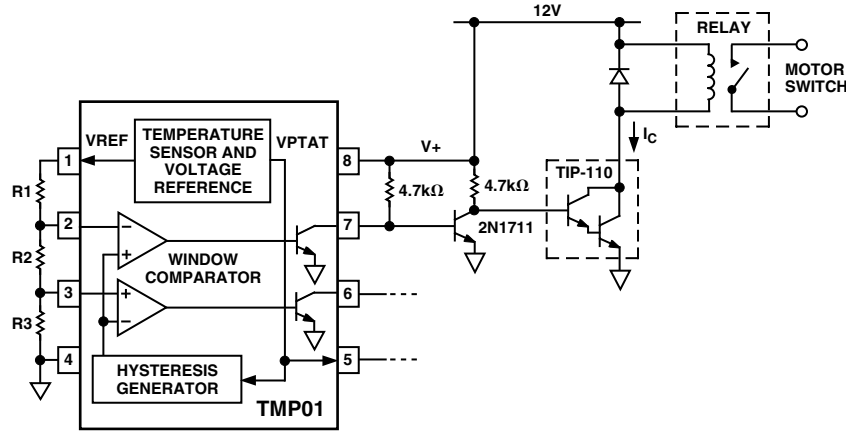 12V
RELAY
MOTOR
SWITCH
IC
TIP-110
VREF
TEMPERATURE
SENSOR AND
VOLTAGE
REFERENCE
VPTAT
1
8
V+
R1
4.7kΩ
4.7kΩ
2
7
2N1711
R2
WINDOW
COMPARATOR
3
6
R3
4
5
HYSTERESIS
GENERATOR
TMP01